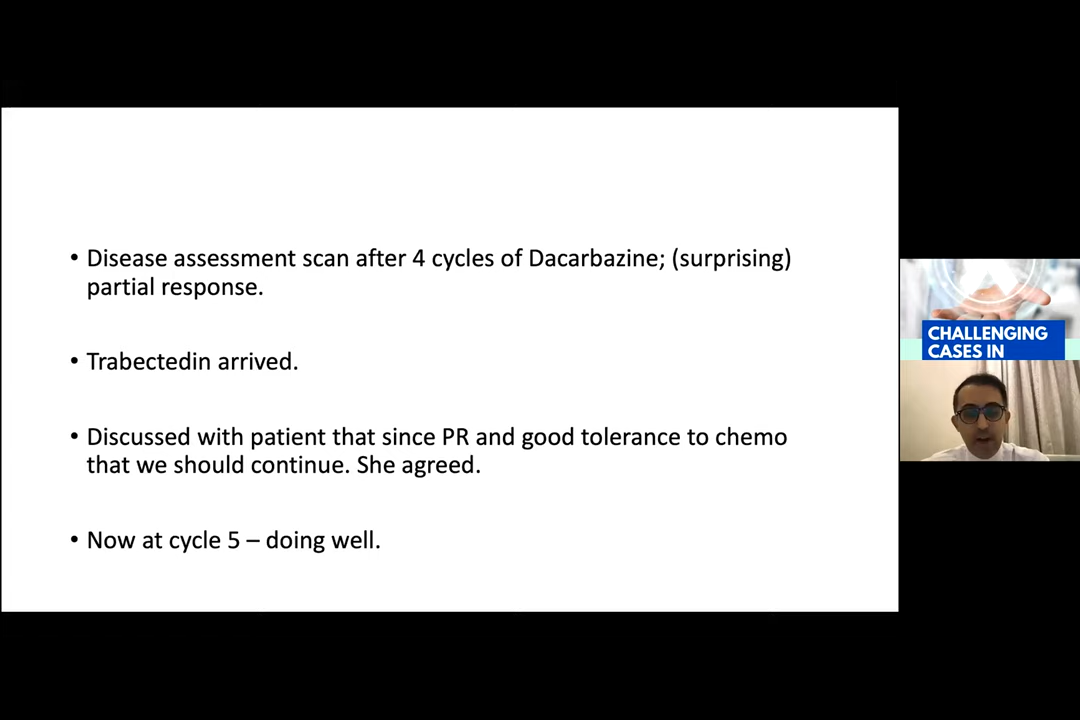 • Disease assessment scan after 4 cycles of Dacarbazine; (surprising)
partial response.
• Trabectedin arrived.
• Discussed with patient that since PR and good tolerance to chemo
that we should continue. She agreed.
• Now at cycle 5 – doing well.
CHALLENGING
CASES IN